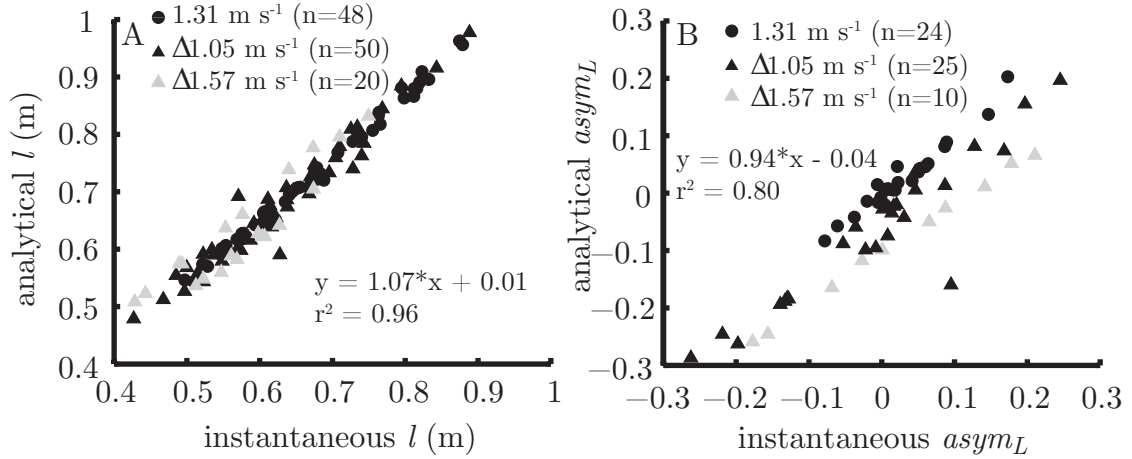 A
1.31 m s⁻¹ (n=48)
Δ1.05 m s⁻¹ (n=50)
Δ1.57 m s⁻¹ (n=20)
y = 1.07*x + 0.01
r² = 0.96
analytical l (m)
1
0.9
0.8
0.7
0.6
0.5
0.4
0.4 0.5 0.6 0.7 0.8 0.9 1
instantaneous l (m)
B
1.31 m s⁻¹ (n=24)
Δ1.05 m s⁻¹ (n=25)
Δ1.57 m s⁻¹ (n=10)
y = 0.94*x - 0.04
r² = 0.80
analytical asym_L
0.3
0.2
0.1
0
−0.1
−0.2
−0.3
−0.3 −0.2 −0.1 0 0.1 0.2 0.3
instantaneous asym_L